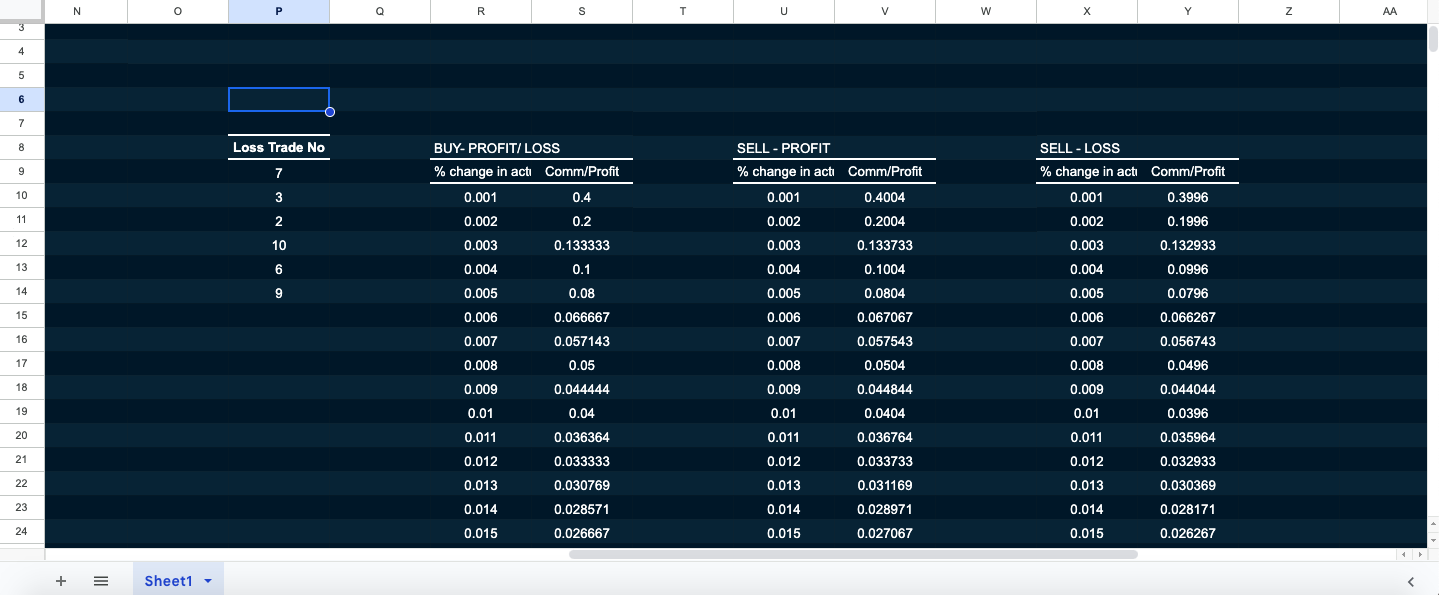 N O P Q R S T U V W X Y Z AA
3
4
5
6
7
8 Loss Trade No BUY- PROFIT/ LOSS SELL - PROFIT SELL - LOSS
9 7 % change in actu Comm/Profit % change in actu Comm/Profit % change in actu Comm/Profit
10 3 0.001 0.4 0.001 0.4004 0.001 0.3996
11 2 0.002 0.2 0.002 0.2004 0.002 0.1996
12 10 0.003 0.133333 0.003 0.133733 0.003 0.132933
13 6 0.004 0.1 0.004 0.1004 0.004 0.0996
14 9 0.005 0.08 0.005 0.0804 0.005 0.0796
15 0.006 0.066667 0.006 0.067067 0.006 0.066267
16 0.007 0.057143 0.007 0.057543 0.007 0.056743
17 0.008 0.05 0.008 0.0504 0.008 0.0496
18 0.009 0.044444 0.009 0.044844 0.009 0.044044
19 0.01 0.04 0.01 0.0404 0.01 0.0396
20 0.011 0.036364 0.011 0.036764 0.011 0.035964
21 0.012 0.033333 0.012 0.033733 0.012 0.032933
22 0.013 0.030769 0.013 0.031169 0.013 0.030369
23 0.014 0.028571 0.014 0.028971 0.014 0.028171
24 0.015 0.026667 0.015 0.027067 0.015 0.026267
Sheet1